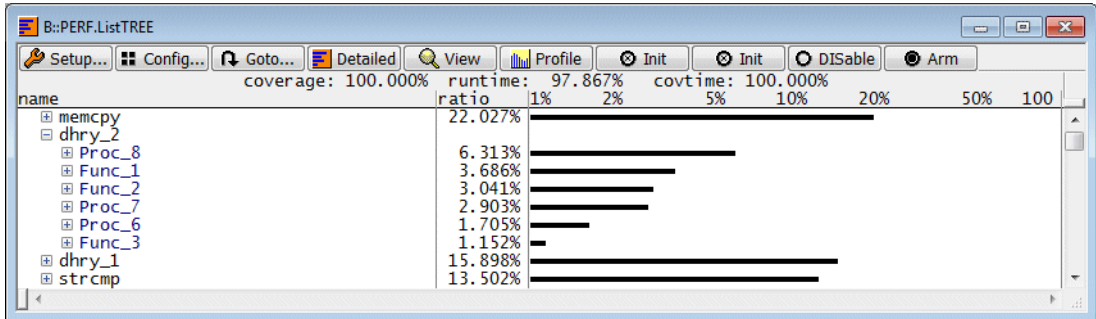 B::PERF.ListTREE
Setup... Config... Goto... Detailed View Profile Init Init DISable Arm
coverage: 100.000% runtime: 97.867% covtime: 100.000%
name ratio 1% 2% 5% 10% 20% 50% 100
memcpy 22.027%
dhry_2
Proc_8 6.313%
Func_1 3.686%
Func_2 3.041%
Proc_7 2.903%
Proc_6 1.705%
Func_3 1.152%
dhry_1 15.898%
strcmp 13.502%